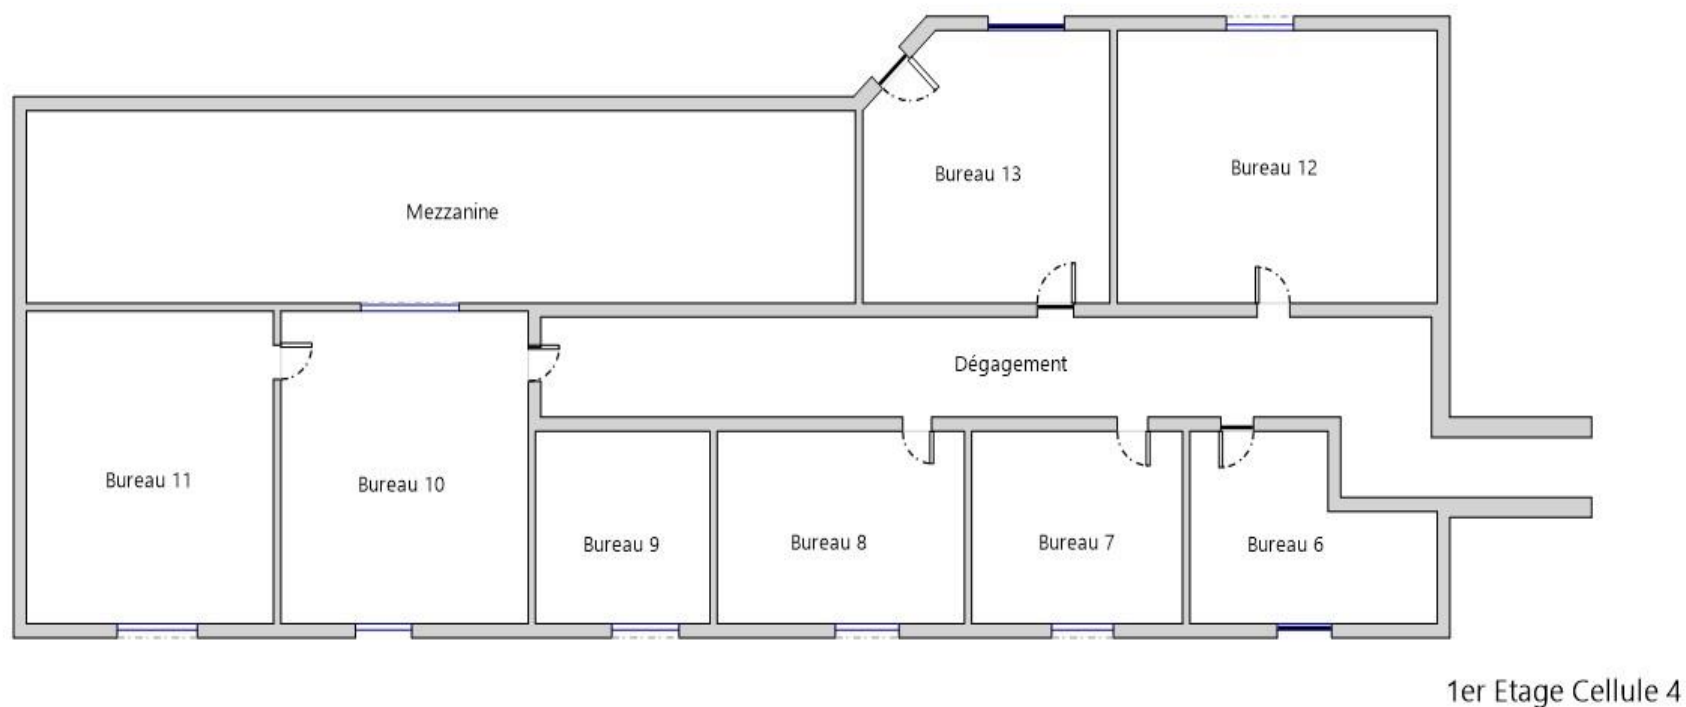 Bureau 13
Bureau 12
Mezzanine
Dégagement
Bureau 11
Bureau 10
Bureau 9
Bureau 8
Bureau 7
Bureau 6
1er Etage Cellule 4